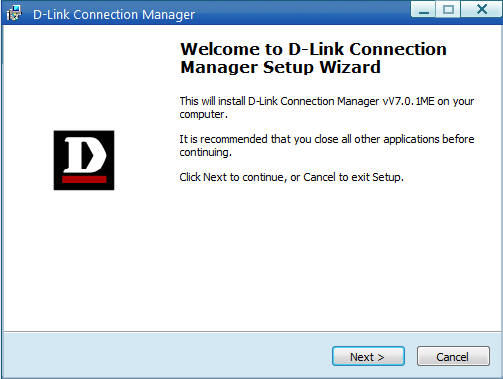 D-Link Connection Manager
Welcome to D-Link Connection
Manager Setup Wizard
This will install D-Link Connection Manager vV7.0.1ME on your
computer.
It is recommended that you close all other applications before
continuing.
Click Next to continue, or Cancel to exit Setup.
D
Next >
Cancel